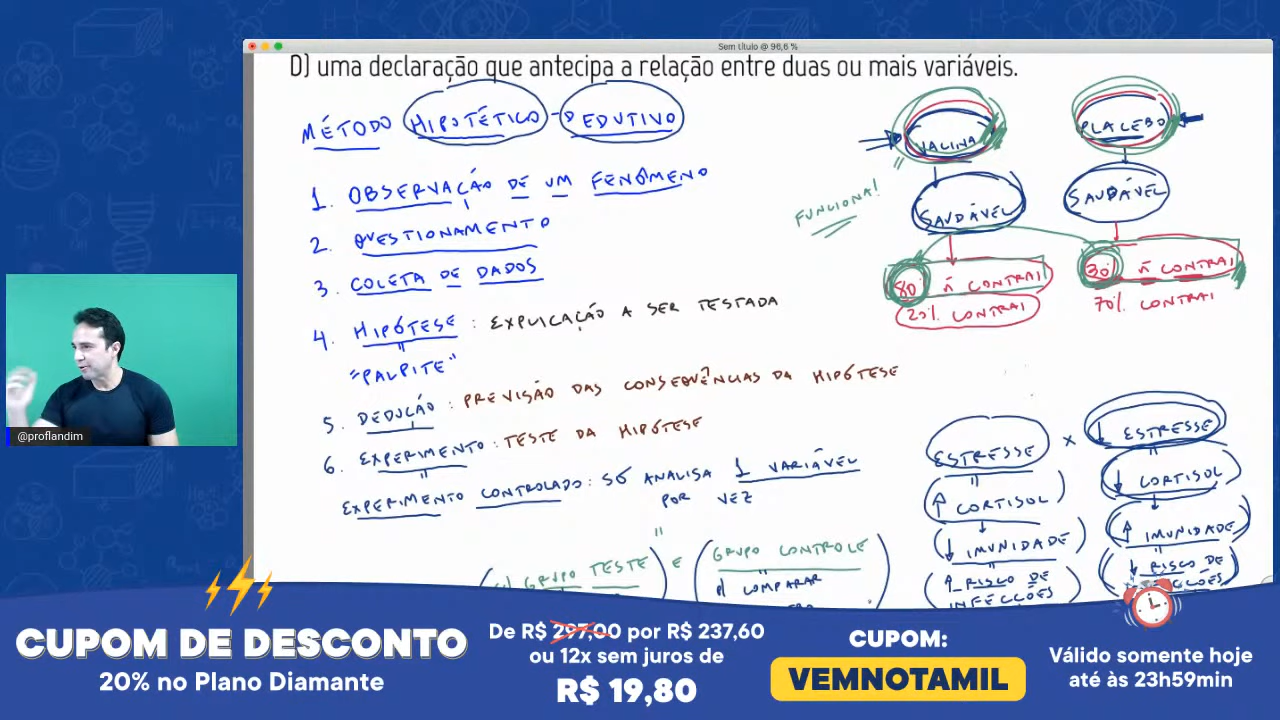 Sem título @ 96,6 %
D) uma declaração que antecipa a relação entre duas ou mais variáveis.
MÉTODO HIPOTÉTICO - DEDUTIVO
1. OBSERVAÇÃO DE UM FENÔMENO
2. QUESTIONAMENTO
3. COLETA DE DADOS
4. HIPÓTESE : EXPLICAÇÃO A SER TESTADA
"PALPITE"
5. DEDUÇÃO : PREVISÃO DAS CONSEQUÊNCIAS DA HIPÓTESE
6. EXPERIMENTO : TESTE DA HIPÓTESE
EXPERIMENTO CONTROLADO : SÓ ANALISA 1 VARIÁVEL
POR VEZ
GRUPO TESTE E GRUPO CONTROLE
p/ COMPARAR
VACINA
PLACEBO
FUNCIONA!
SAUDÁVEL
SAUDÁVEL
80% ñ CONTRAI
20% CONTRAI
30% ñ CONTRAI
70% CONTRAI
ESTRESSE x ↓ ESTRESSE
↑ CORTISOL
↓ CORTISOL
↓ IMUNIDADE
↑ IMUNIDADE
↑ RISCO DE
INFECÇÕES
↓ RISCO DE
INFECÇÕES
@proflandim
CUPOM DE DESCONTO
20% no Plano Diamante
De R$ 297,00 por R$ 237,60
ou 12x sem juros de
R$ 19,80
CUPOM:
VEMNOTAMIL
Válido somente hoje
até às 23h59min